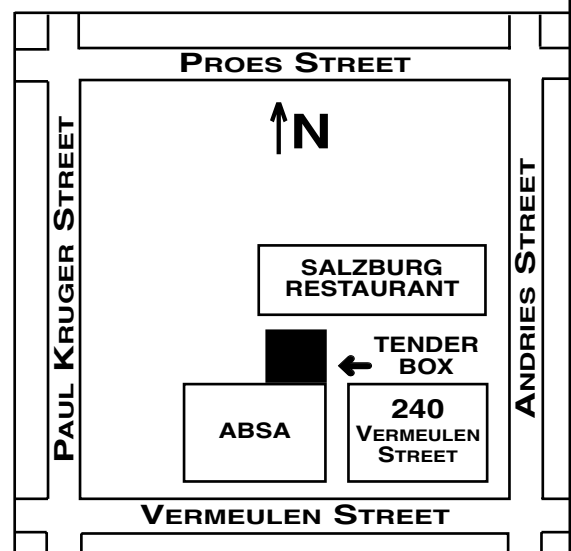 PROES STREET
N
PAUL KRUGER STREET
ANDRIES STREET
SALZBURG
RESTAURANT
TENDER
BOX
ABSA
240
VERMEULEN
STREET
VERMEULEN STREET